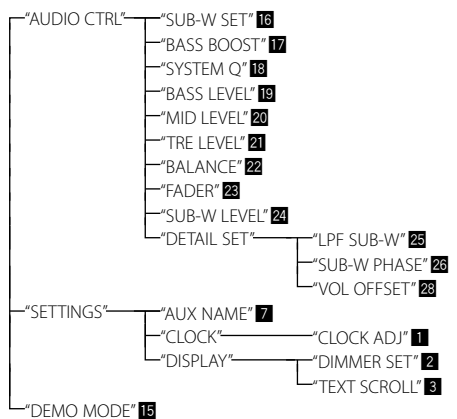 “AUDIO CTRL” “SUB-W SET” 16
“BASS BOOST” 17
“SYSTEM Q” 18
“BASS LEVEL” 19
“MID LEVEL” 20
“TRE LEVEL” 21
“BALANCE” 22
“FADER” 23
“SUB-W LEVEL” 24
“DETAIL SET” “LPF SUB-W” 25
“SUB-W PHASE” 26
“VOL OFFSET” 28
“SETTINGS” “AUX NAME” 7
“CLOCK” “CLOCK ADJ” 1
“DISPLAY” “DIMMER SET” 2
“TEXT SCROLL” 3
“DEMO MODE” 15